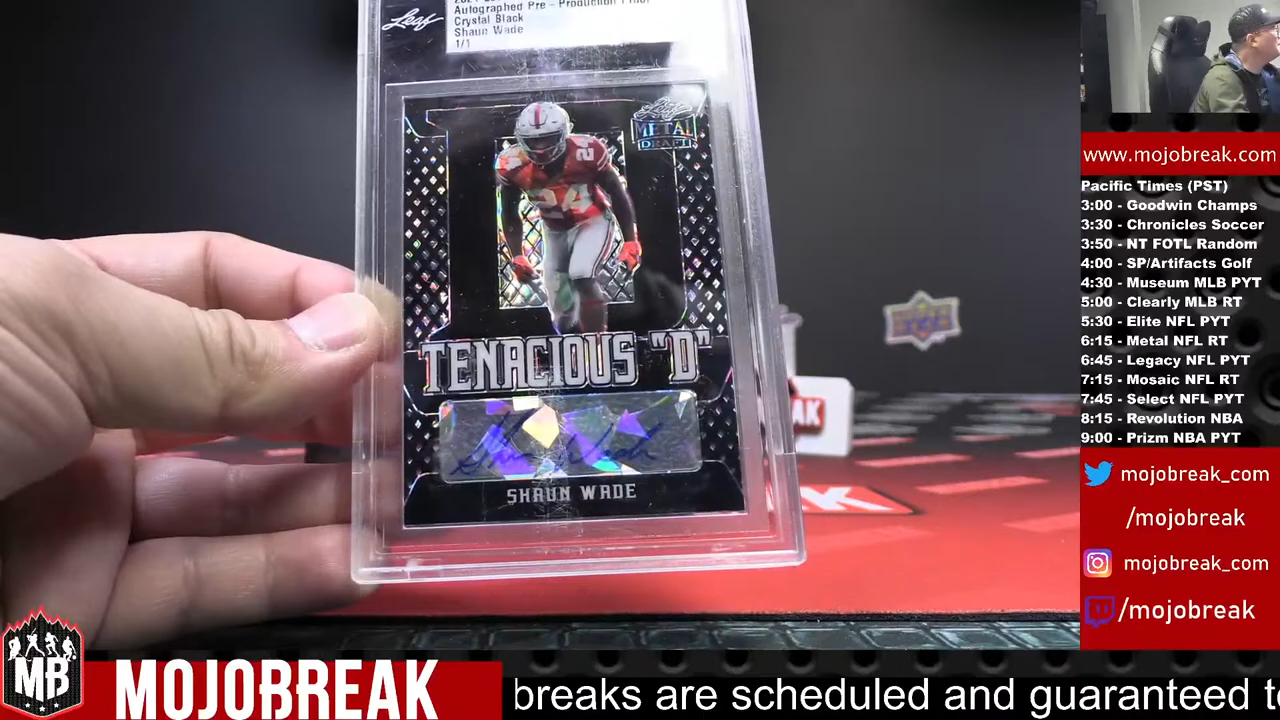 Leaf
Autographed Pre - Production Proof
Crystal Black
Shaun Wade
1/1
Leaf
METAL
DRAFT
24
24
TENACIOUS "D"
SHAUN WADE
www.mojobreak.com
Pacific Times (PST)
3:00 - Goodwin Champs
3:30 - Chronicles Soccer
3:50 - NT FOTL Random
4:00 - SP/Artifacts Golf
4:30 - Museum MLB PYT
5:00 - Clearly MLB RT
5:30 - Elite NFL PYT
6:15 - Metal NFL RT
6:45 - Legacy NFL PYT
7:15 - Mosaic NFL RT
7:45 - Select NFL PYT
8:15 - Revolution NBA
9:00 - Prizm NBA PYT
mojobreak_com
/mojobreak
mojobreak_com
/mojobreak
MB
MOJOBREAK
breaks are scheduled and guaranteed t